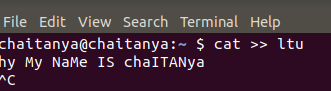 File Edit View Search Terminal Help
chaitanya@chaitanya:~ $ cat >> ltu
hy My NaMe IS chaITANya
^C